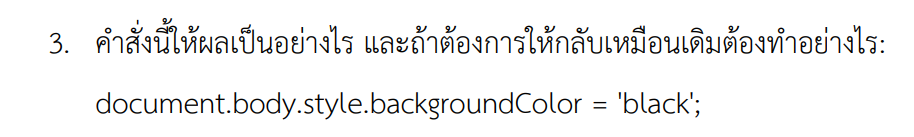 3. คำสั่งนี้ให้ผลเป็นอย่างไร และถ้าต้องการให้กลับเหมือนเดิมต้องทำอย่างไร:
document.body.style.backgroundColor = 'black';